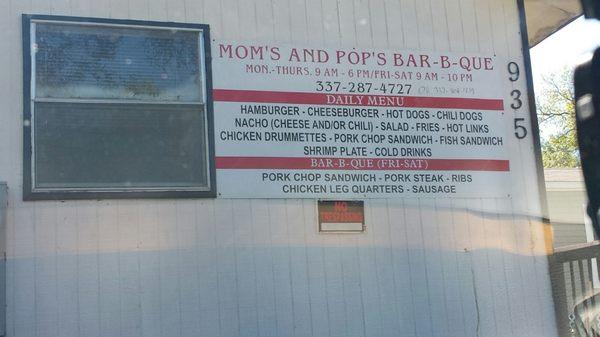 MOM'S AND POP'S BAR-B-QUE
MON.-THURS. 9 AM - 6 PM/FRI-SAT 9 AM - 10 PM
337-287-4727
DAILY MENU
HAMBURGER - CHEESEBURGER - HOT DOGS - CHILI DOGS
NACHO (CHEESE AND/OR CHILI) - SALAD - FRIES - HOT LINKS
CHICKEN DRUMMETTES - PORK CHOP SANDWICH - FISH SANDWICH
SHRIMP PLATE - COLD DRINKS
BAR-B-QUE (FRI-SAT)
PORK CHOP SANDWICH - PORK STEAK - RIBS
CHICKEN LEG QUARTERS - SAUSAGE
935
NO
TRESPASSING